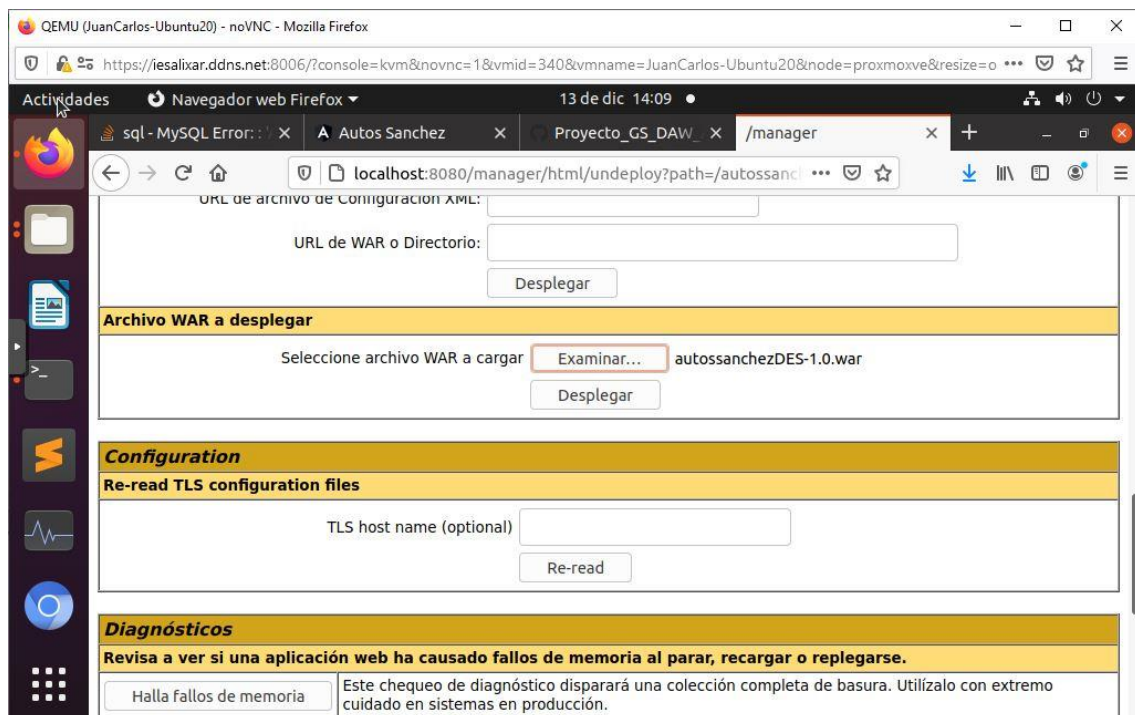 QEMU (JuanCarlos-Ubuntu20) - noVNC - Mozilla Firefox
https://iesalixar.ddns.net:8006/?console=kvm&novnc=1&vmid=340&vmname=JuanCarlos-Ubuntu20&node=proxmoxve&resize=o
Actividades Navegador web Firefox 13 de dic 14:09
sql - MySQL Error: : Autos Sanchez Proyecto_GS_DAW_ /manager
localhost:8080/manager/html/undeploy?path=/autossanc
URL de archivo de Configuración XML:
URL de WAR o Directorio:
Desplegar
Archivo WAR a desplegar
Seleccione archivo WAR a cargar Examinar... autossanchezDES-1.0.war
Desplegar
Configuration
Re-read TLS configuration files
TLS host name (optional)
Re-read
Diagnósticos
Revisa a ver si una aplicación web ha causado fallos de memoria al parar, recargar o replegarse.
Halla fallos de memoria Este chequeo de diagnóstico disparará una colección completa de basura. Utilízalo con extremo
cuidado en sistemas en producción.